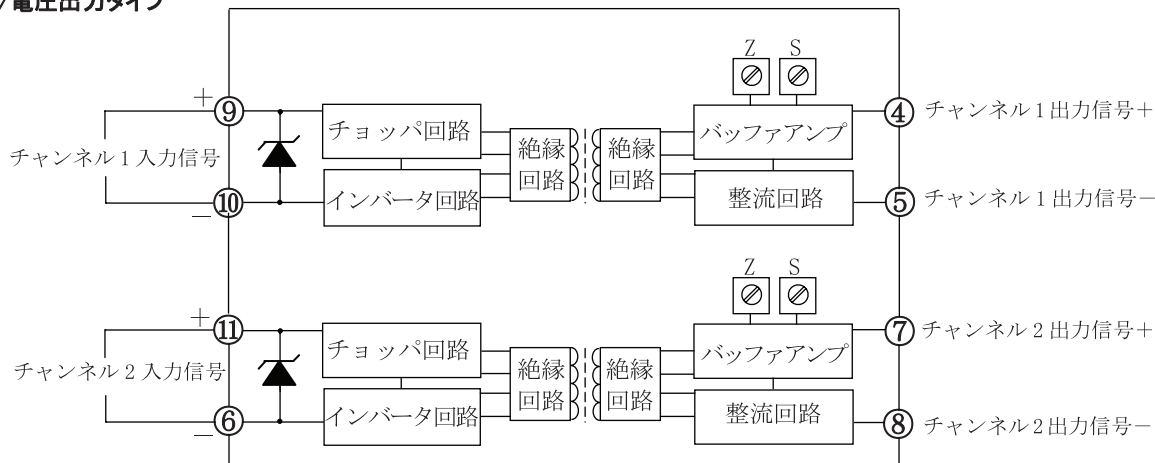 電圧出力タイプ
Z S
+ ⑨ チョッパ回路 バッファアンプ ④ チャンネル1出力信号+
チャンネル1入力信号 絶縁回路 絶縁回路
− ⑩ インバータ回路 整流回路 ⑤ チャンネル1出力信号−
Z S
+ ⑪ チョッパ回路 バッファアンプ ⑦ チャンネル2出力信号+
チャンネル2入力信号 絶縁回路 絶縁回路
− ⑥ インバータ回路 整流回路 ⑧ チャンネル2出力信号−